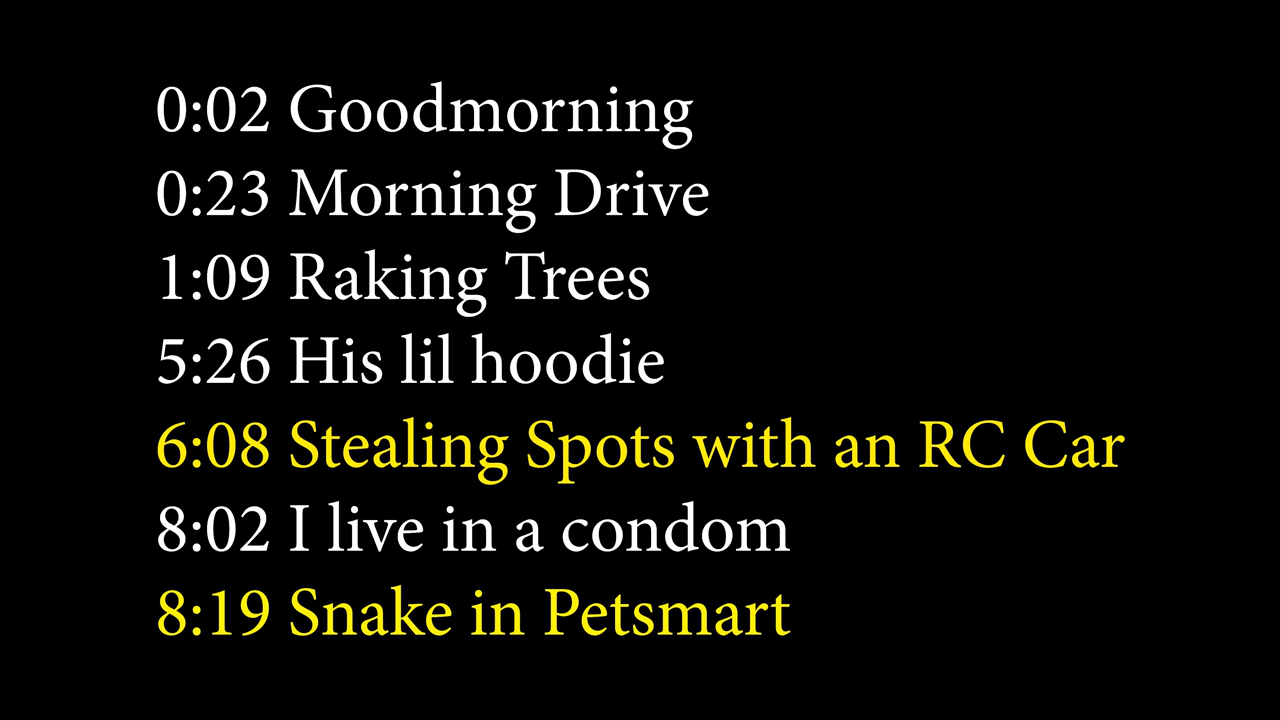 0:02 Goodmorning
0:23 Morning Drive
1:09 Raking Trees
5:26 His lil hoodie
6:08 Stealing Spots with an RC Car
8:02 I live in a condom
8:19 Snake in Petsmart